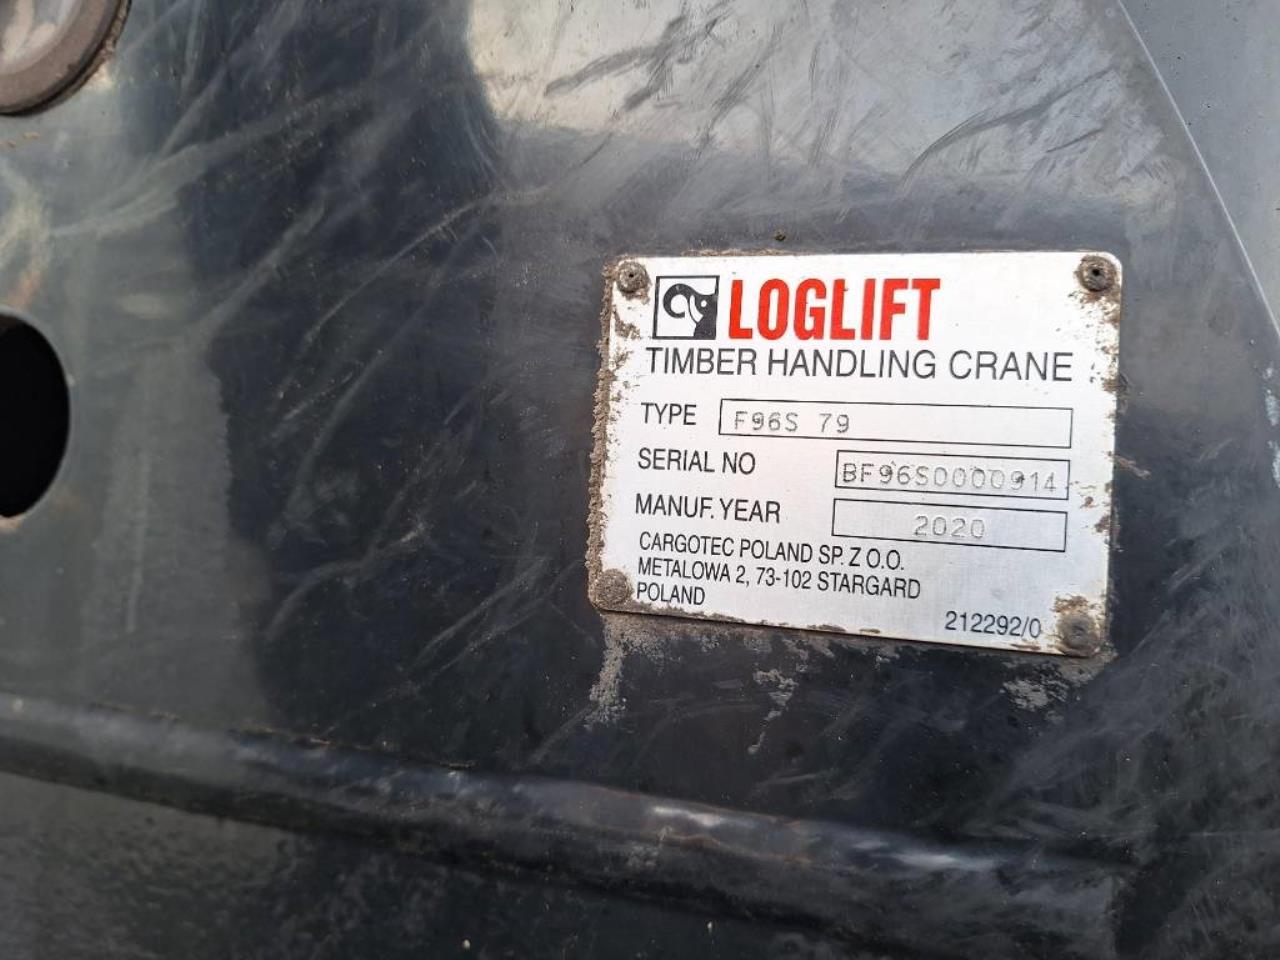 LOGLIFT
TIMBER HANDLING CRANE
TYPE F96S 79
SERIAL NO BF96S0000914
MANUF. YEAR 2020
CARGOTEC POLAND SP. Z O.O.
METALOWA 2, 73-102 STARGARD
POLAND
212292/0